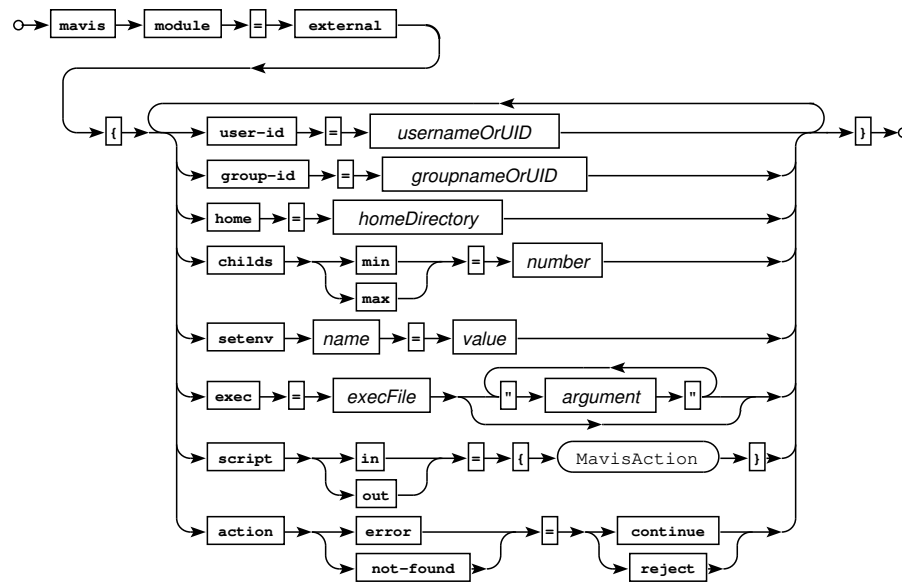 mavis module = external
{ user-id = usernameOrUID }
group-id = groupnameOrUID
home = homeDirectory
childs min = number
max
setenv name = value
exec = execFile " argument "
script in = { MavisAction }
out
action error = continue
not-found reject